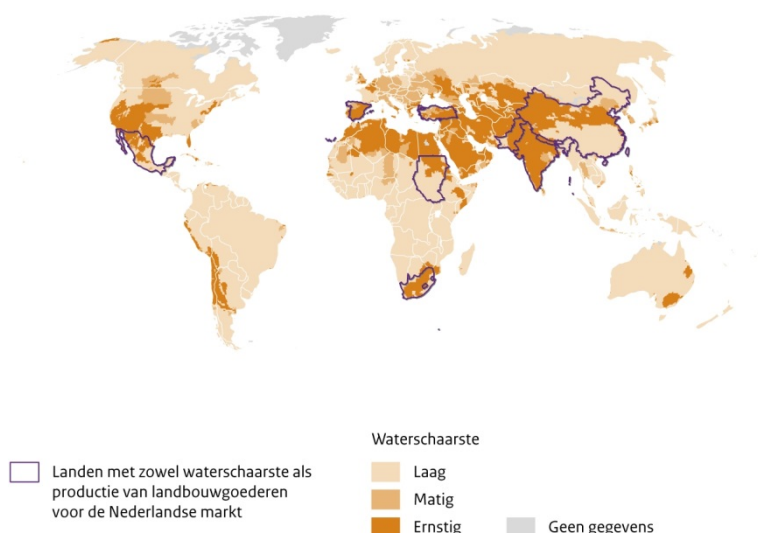 Waterschaarste
Landen met zowel waterschaarste als
productie van landbouwgoederen
voor de Nederlandse markt
Laag
Matig
Ernstig
Geen gegevens